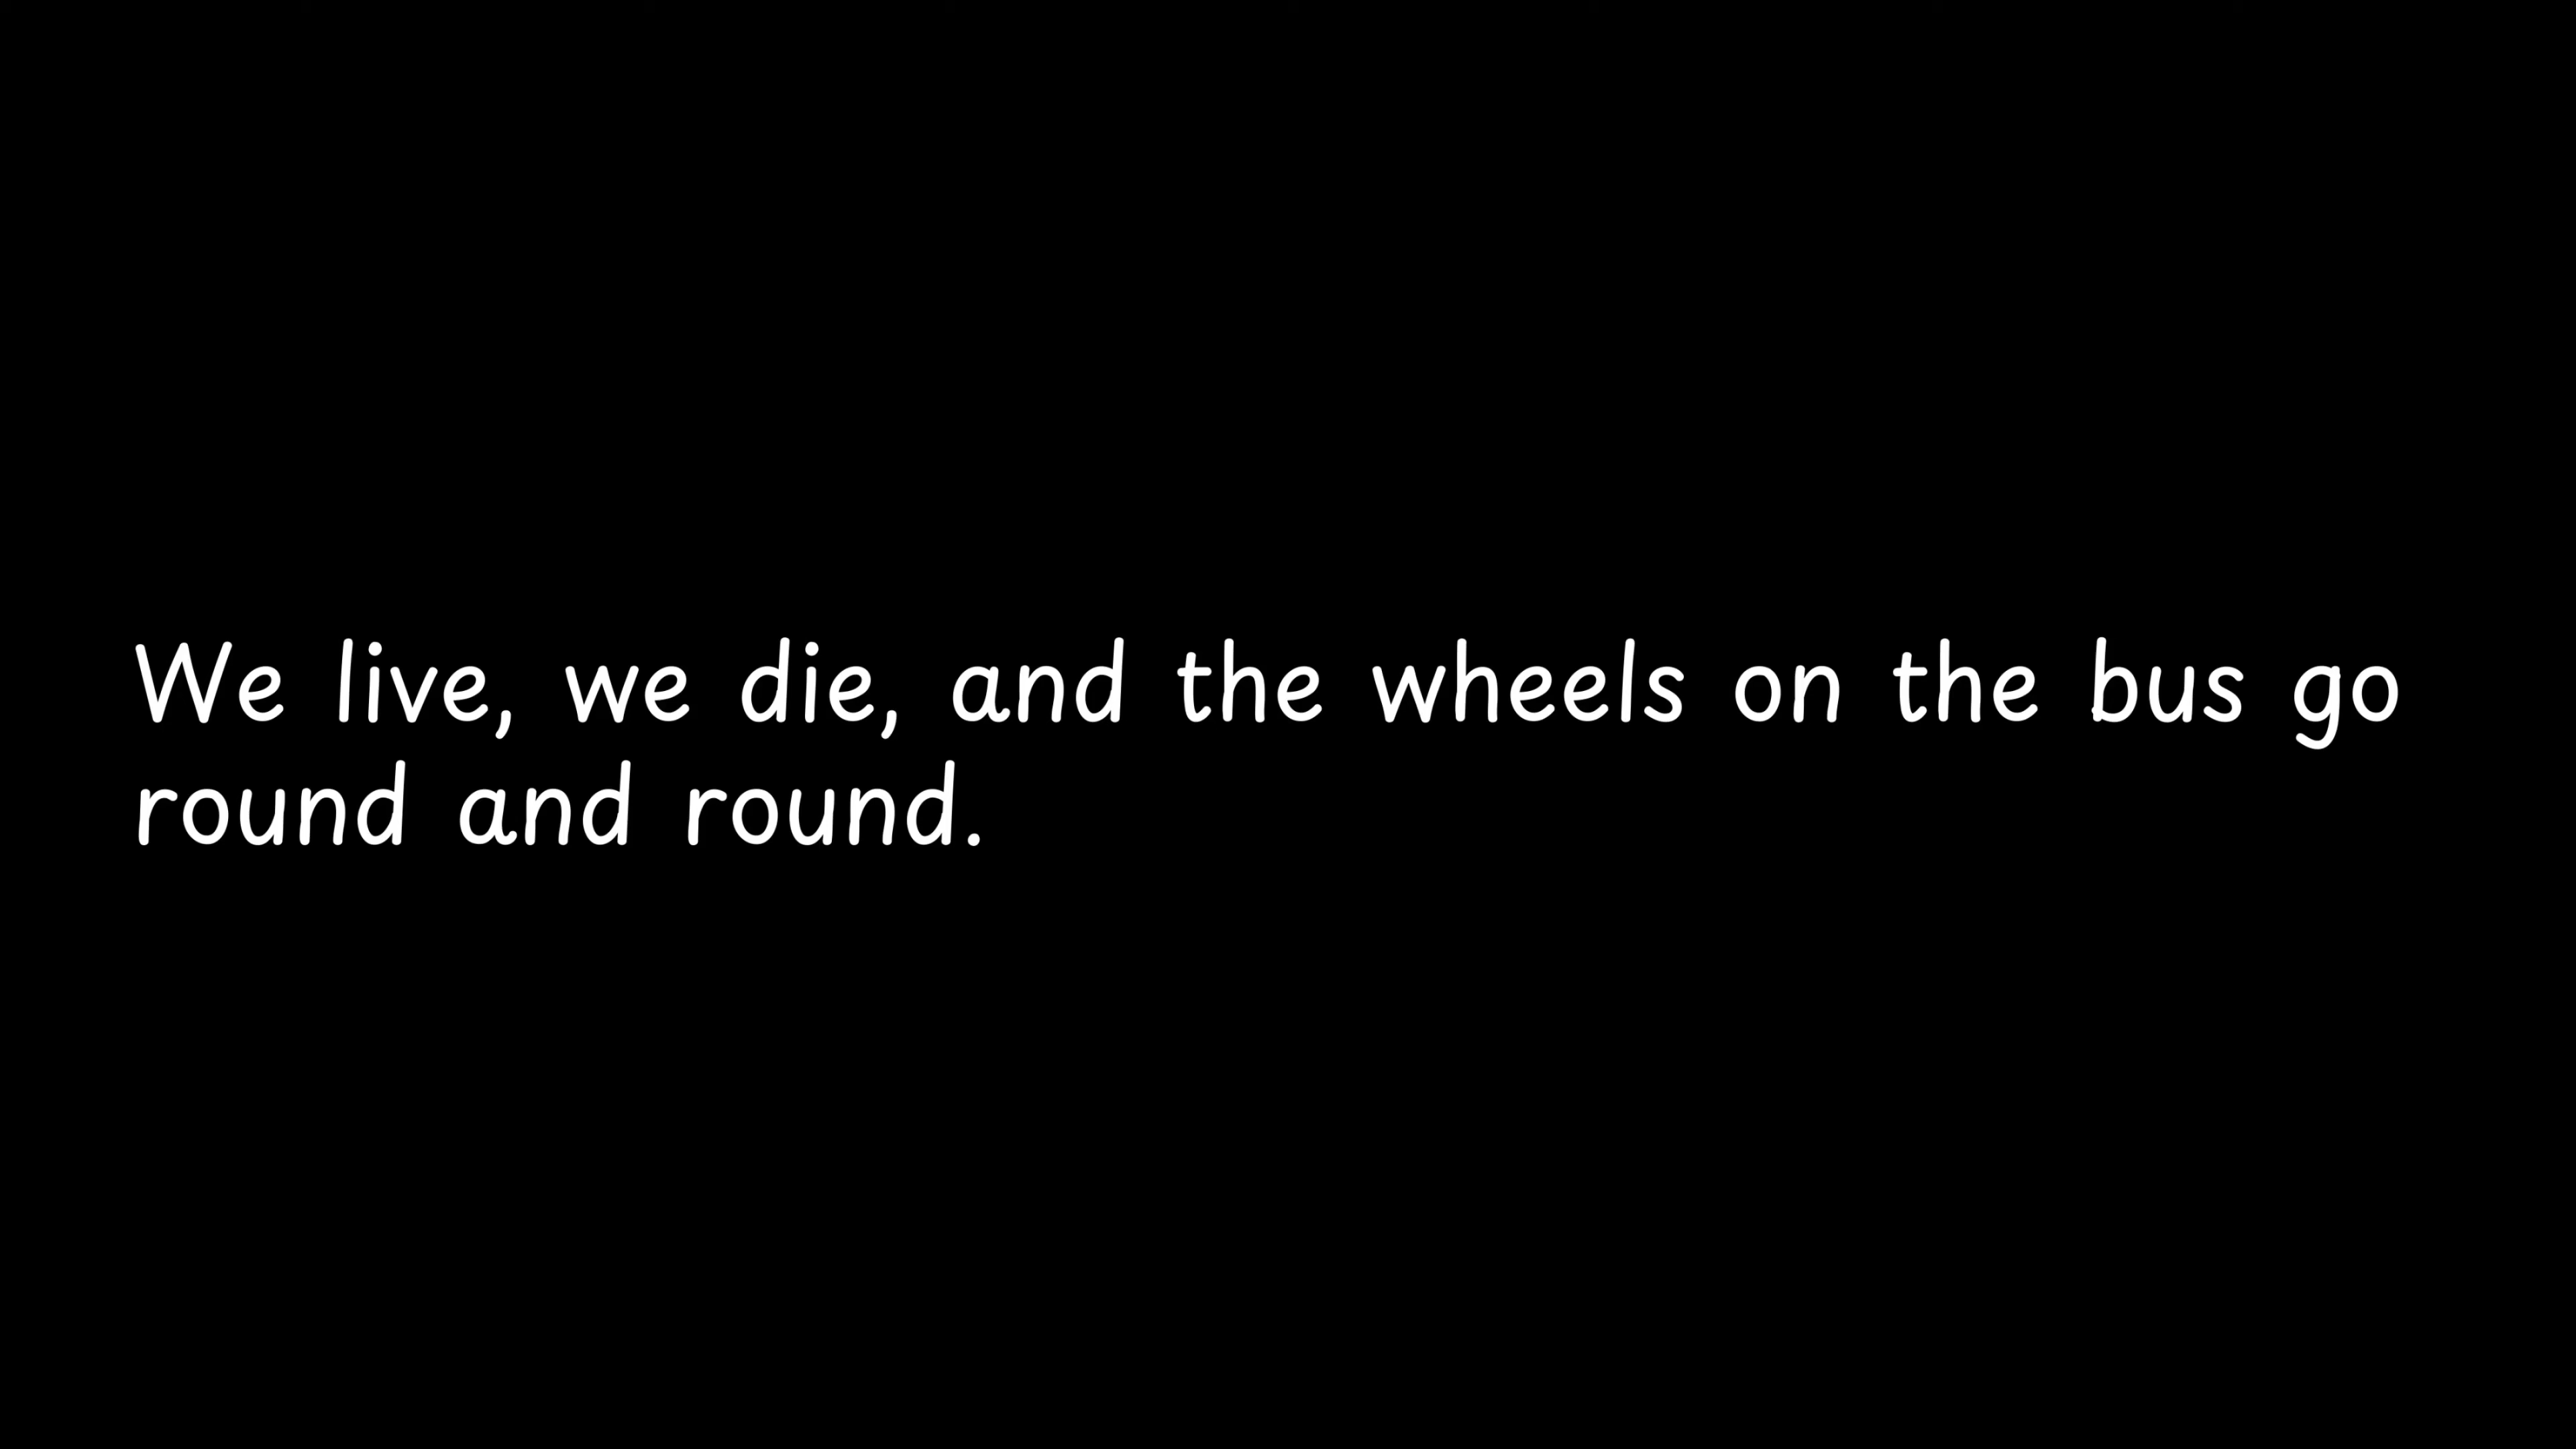 We live, we die, and the wheels on the bus go
round and round.